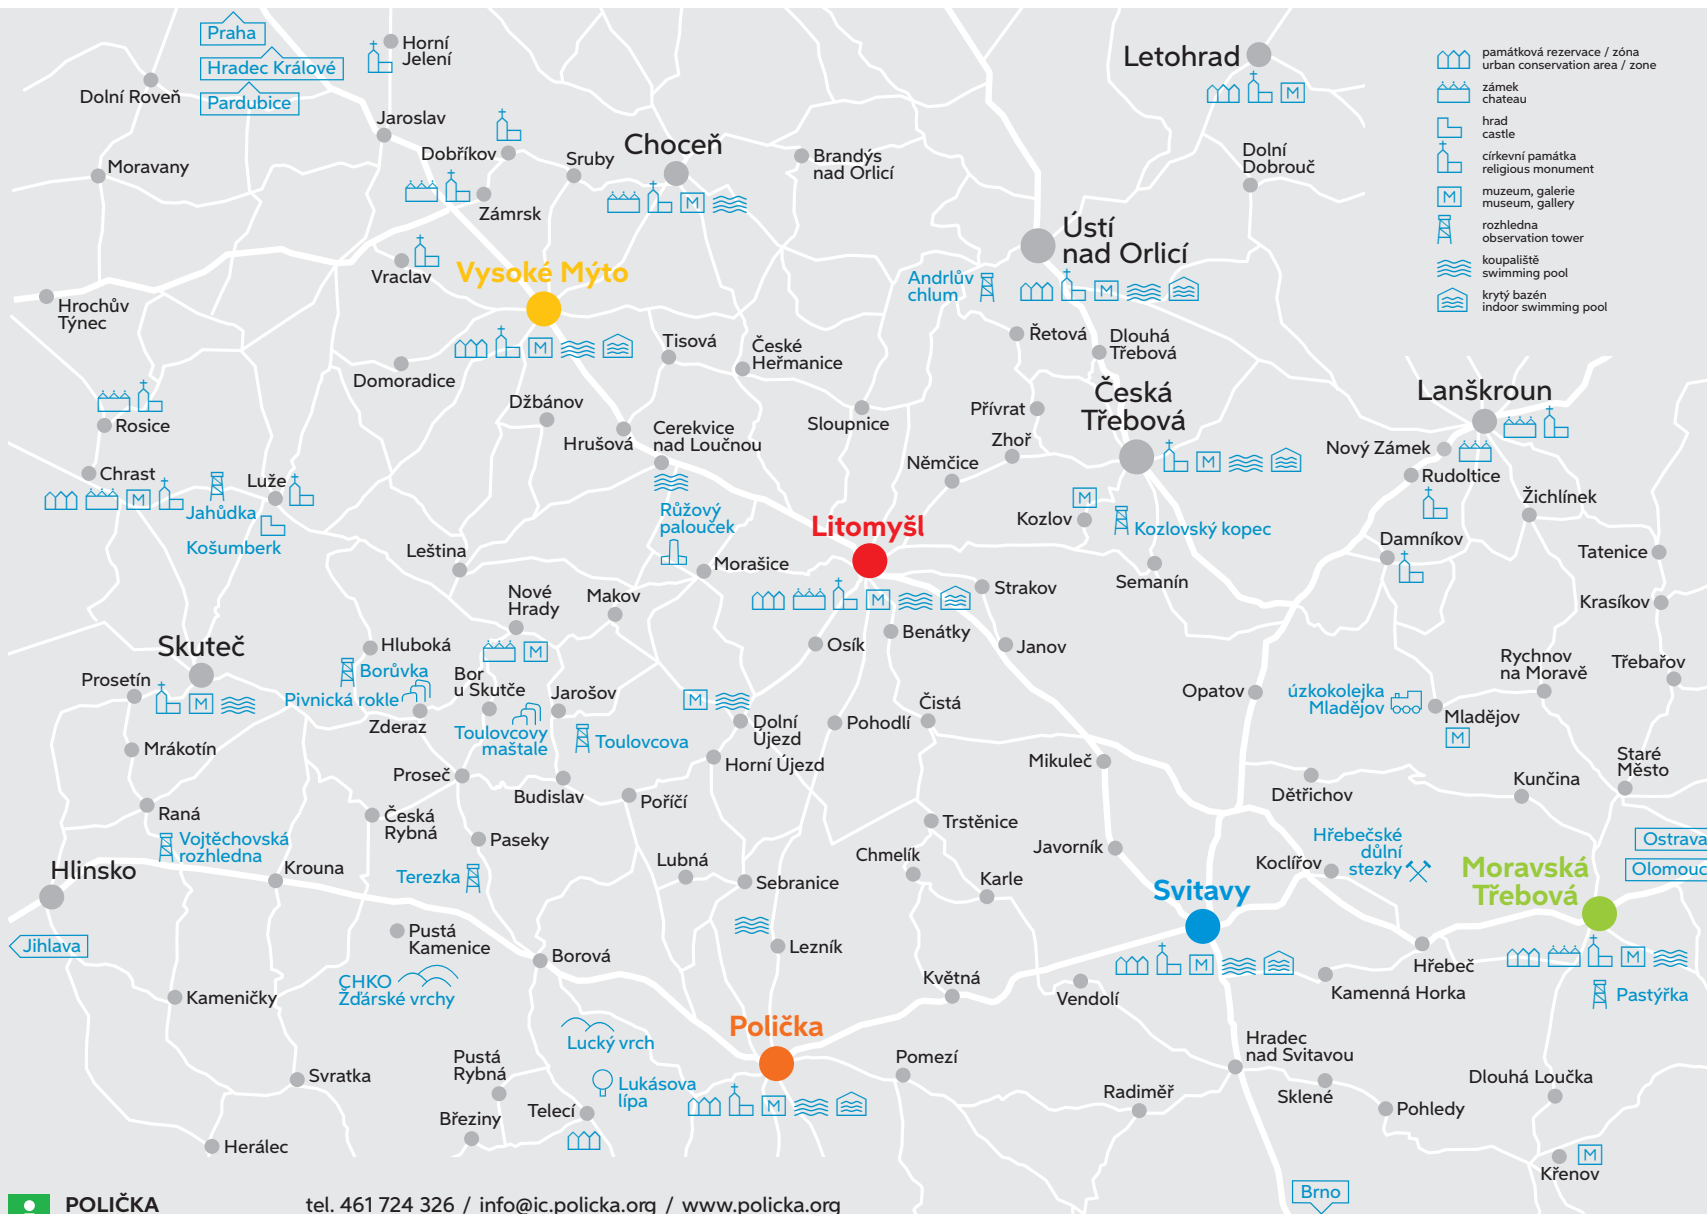 Praha
Hradec Králové
Pardubice
Horní
Jelení
Dolní Roveň
Jaroslav
Dobříkov
Moravany
Zámrsk
Sruby
Choceň
Brandýs
nad Orlicí
Letohrad
Dolní
Dobrouč
památková rezervace / zóna
urban conservation area / zone
zámek
chateau
hrad
castle
církevní památka
religious monument
M
muzeum, galerie
museum, gallery
rozhledna
observation tower
koupaliště
swimming pool
krytý bazén
indoor swimming pool
M
M
Ústí
nad Orlicí
Andrlův
chlum
M
Vraclav
Vysoké Mýto
M
Hrochův
Týnec
Domoradice
Tisová
České
Heřmanice
Řetová
Dlouhá
Třebová
Česká
Třebová
M
Přívrat
Zhoř
Němčice
Sloupnice
Džbánov
Hrušová
Cerekvice
nad Loučnou
Rosice
Chrast
M
Jahůdka
Luže
Košumberk
Růžový
palouček
Litomyšl
M
M
Kozlov
Kozlovský kopec
Semanín
Lanškroun
Nový Zámek
Rudoltice
Žichlínek
Damníkov
Tatenice
Krasíkov
Leština
Morašice
Strakov
Nové
Hrady
M
Makov
Benátky
Osík
Janov
Skuteč
M
Prosetín
Hluboká
Borůvka
Pivnická rokle
Zderaz
Bor
u Skutče
Jarošov
Toulovcovy
maštale
Toulovcova
M
Dolní
Újezd
Horní Újezd
Pohodlí
Čistá
Opatov
úzkokolejka
Mladějov
Mladějov
M
Rychnov
na Moravě
Třebařov
Mrákotín
Proseč
Budislav
Poříčí
Mikuleč
Dětřichov
Kunčina
Staré
Město
Raná
Česká
Rybná
Vojtěchovská
rozhledna
Paseky
Trstěnice
Chmelík
Javorník
Hřebečské
důlní
stezky
Koclířov
Ostrava
Olomouc
Hlinsko
Krouna
Terezka
Lubná
Sebranice
Karle
Svitavy
M
Moravská
Třebová
M
Pastýřka
Jihlava
Pustá
Kamenice
Borová
Lezník
Květná
Vendolí
Kamenná Horka
Hřebeč
Kameničky
CHKO
Žďárské vrchy
Polička
M
Lucký vrch
Lukásova
lípa
Svratka
Pustá
Rybná
Březiny
Telecí
Pomezí
Hradec
nad Svitavou
Radiměř
Sklené
Pohledy
Dlouhá Loučka
Křenov
M
Herálec
Brno
POLIČKA
tel. 461 724 326 / info@ic.policka.org / www.policka.org